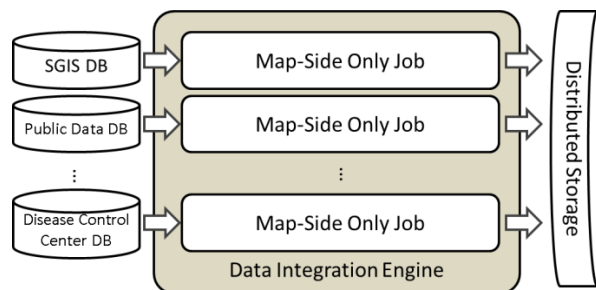 SGIS DB
Map-Side Only Job
Public Data DB
Map-Side Only Job
⋮
⋮
Disease Control
Center DB
Map-Side Only Job
Data Integration Engine
Distributed Storage